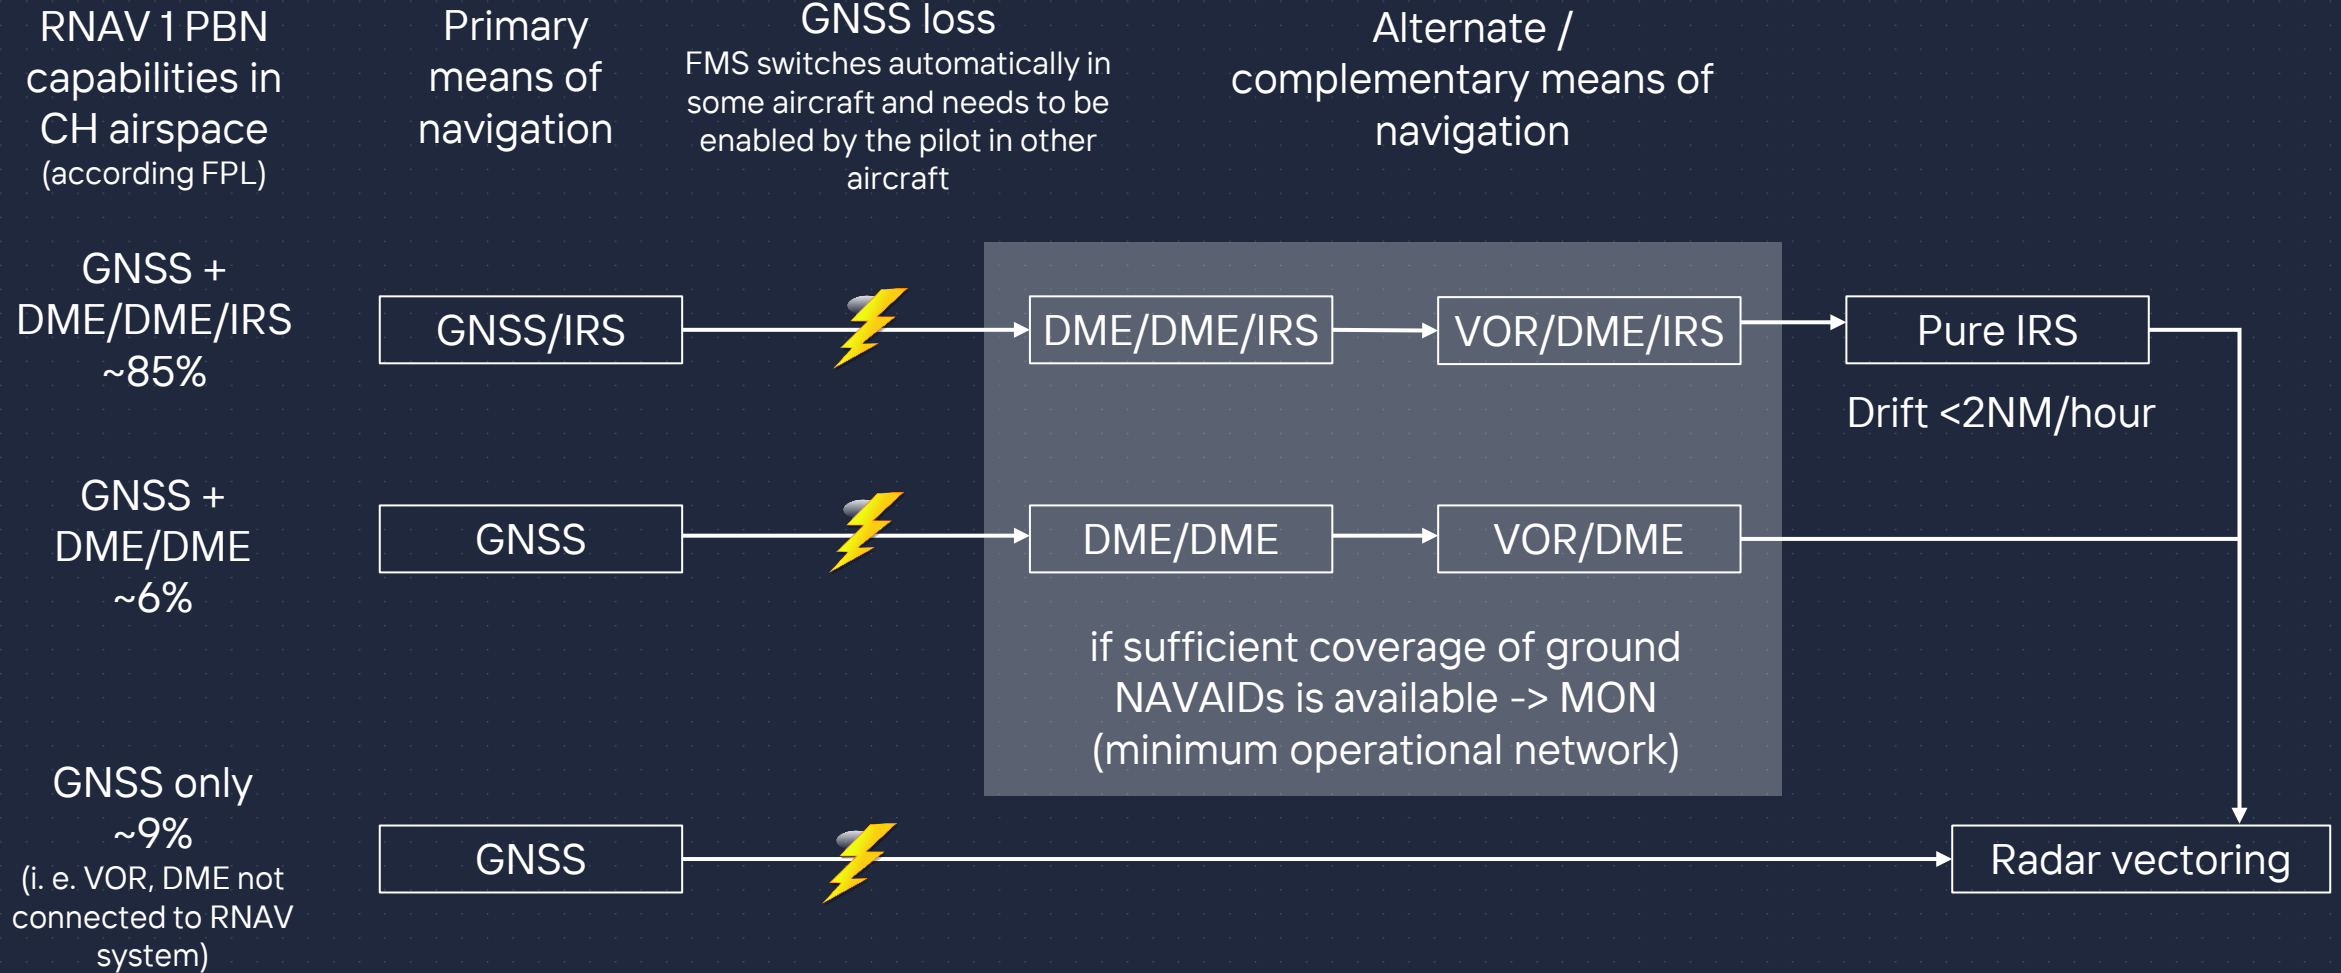 RNAV 1 PBN
capabilities in
CH airspace
(according FPL)
Primary
means of
navigation
GNSS loss
FMS switches automatically in
some aircraft and needs to be
enabled by the pilot in other
aircraft
Alternate /
complementary means of
navigation
GNSS +
DME/DME/IRS
~85%
GNSS/IRS
DME/DME/IRS
VOR/DME/IRS
Pure IRS
Drift <2NM/hour
GNSS +
DME/DME
~6%
GNSS
DME/DME
VOR/DME
if sufficient coverage of ground
NAVAIDs is available -> MON
(minimum operational network)
GNSS only
~9%
(i. e. VOR, DME not
connected to RNAV
system)
GNSS
Radar vectoring